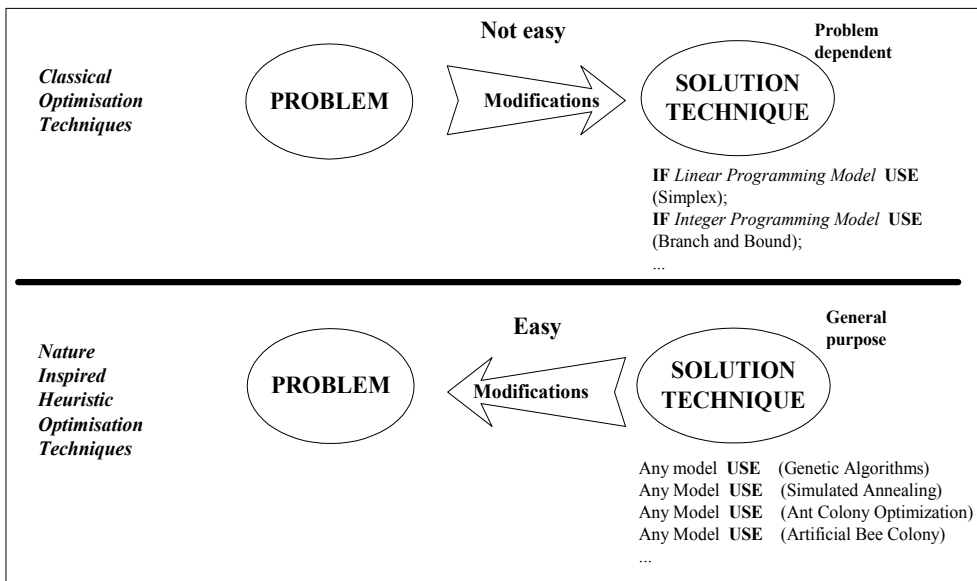 Not easy
Problem
dependent
Classical
Optimisation
Techniques
PROBLEM
Modifications
SOLUTION
TECHNIQUE
IF Linear Programming Model USE
(Simplex);
IF Integer Programming Model USE
(Branch and Bound);
...
Easy
General
purpose
Nature
Inspired
Heuristic
Optimisation
Techniques
PROBLEM
Modifications
SOLUTION
TECHNIQUE
Any model USE (Genetic Algorithms)
Any Model USE (Simulated Annealing)
Any Model USE (Ant Colony Optimization)
Any Model USE (Artificial Bee Colony)
...